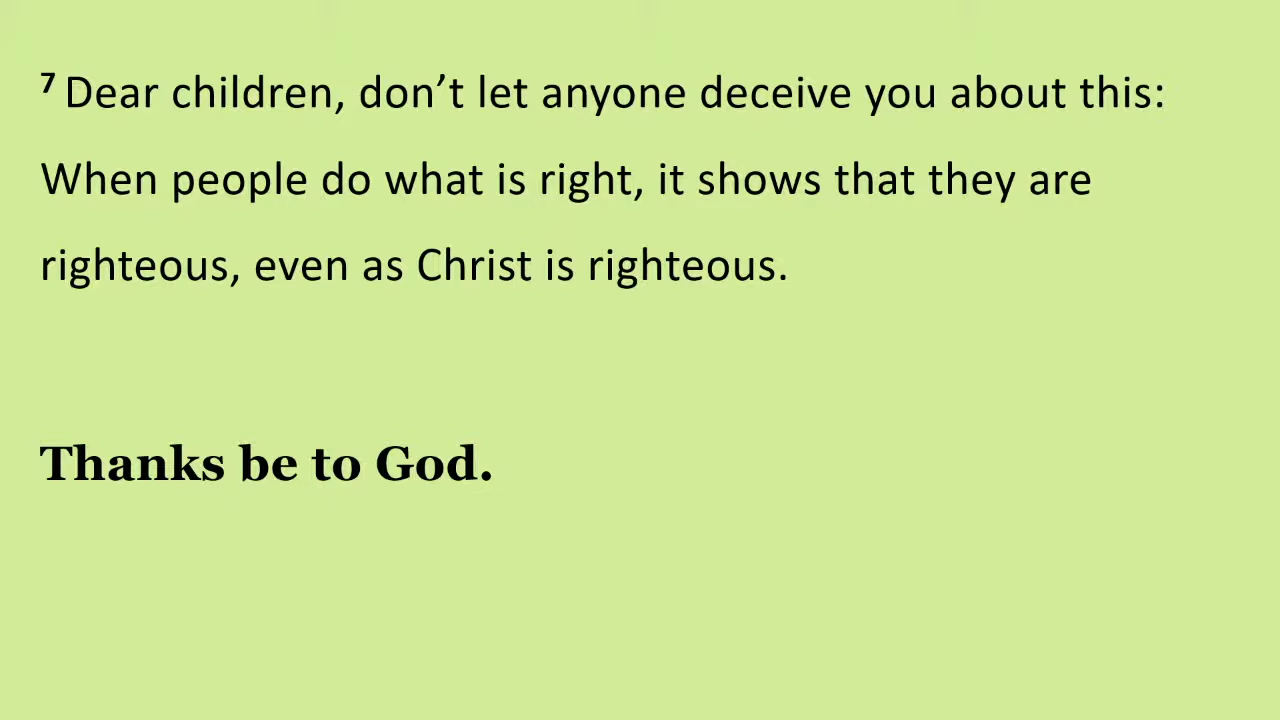 ⁷ Dear children, don’t let anyone deceive you about this:
When people do what is right, it shows that they are
righteous, even as Christ is righteous.
Thanks be to God.